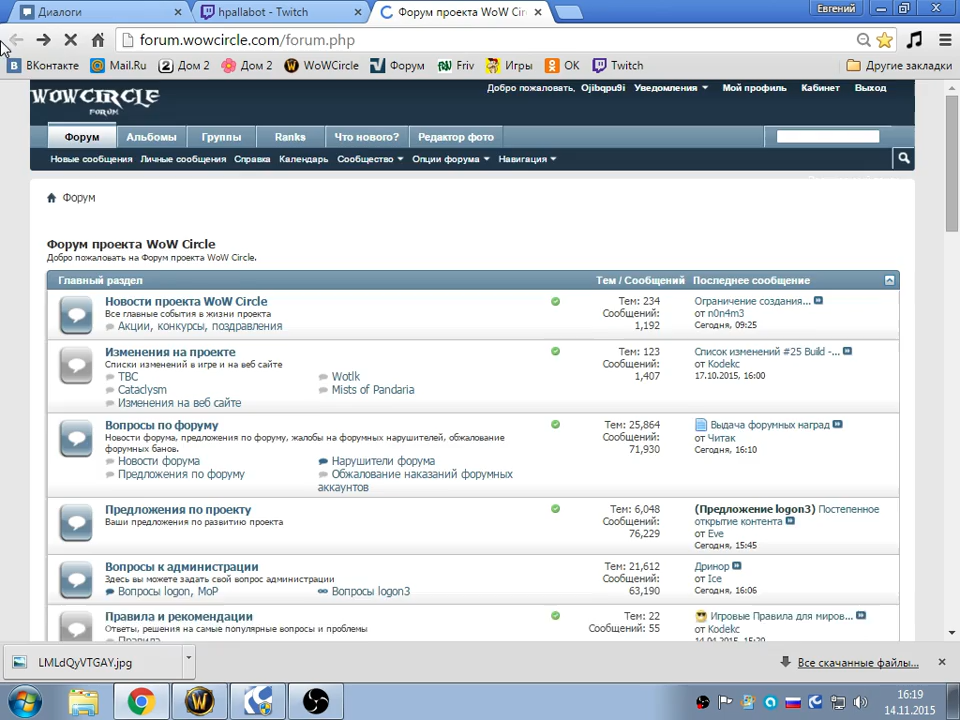 Диалоги
hpallabot - Twitch
Форум проекта WoW Cir
Евгений
forum.wowcircle.com/forum.php
ВКонтакте
Mail.Ru
Дом 2
Дом 2
WoWCircle
Форум
Friv
Игры
OK
Twitch
Другие закладки
WOWCIRCLE
FORUM
Добро пожаловать, Ojibqpu9i Уведомления Мой профиль Кабинет Выход
Форум Альбомы Группы Ranks Что нового? Редактор фото
Новые сообщения Личные сообщения Справка Календарь Сообщество Опции форума Навигация
Форум
Форум проекта WoW Circle
Добро пожаловать на Форум проекта WoW Circle.
Главный раздел Тем / Сообщений Последнее сообщение
Новости проекта WoW Circle
Все главные события в жизни проекта
Акции, конкурсы, поздравления
Тем: 234
Сообщений:
1,192
Ограничение создания...
от n0n4m3
Сегодня, 09:25
Изменения на проекте
Списки изменений в игре и на веб сайте
TBC Wotlk
Cataclysm Mists of Pandaria
Изменения на веб сайте
Тем: 123
Сообщений:
1,407
Список изменений #25 Build -...
от Kodekc
17.10.2015, 16:00
Вопросы по форуму
Новости форума, предложения по форуму, жалобы на форумных нарушителей, обжалование
форумных банов.
Новости форума Нарушители форума
Предложения по форуму Обжалование наказаний форумных
аккаунтов
Тем: 25,864
Сообщений:
71,930
Выдача форумных наград
от Читак
Сегодня, 16:10
Предложения по проекту
Ваши предложения по развитию проекта
Тем: 6,048
Сообщений:
76,229
(Предложение logon3) Постепенное
открытие контента
от Eve
Сегодня, 15:45
Вопросы к администрации
Здесь вы можете задать свой вопрос администрации
Вопросы logon, MoP Вопросы logon3
Тем: 21,612
Сообщений:
63,190
Дринор
от Ice
Сегодня, 16:06
Правила и рекомендации
Ответы, решения на самые популярные вопросы и проблемы
Правила
Тем: 22
Сообщений: 55
Игровые Правила для миров...
от Kodekc
14.04.2015, 15:20
LMLdQyVTGAY.jpg
Все скачанные файлы...
16:19
14.11.2015